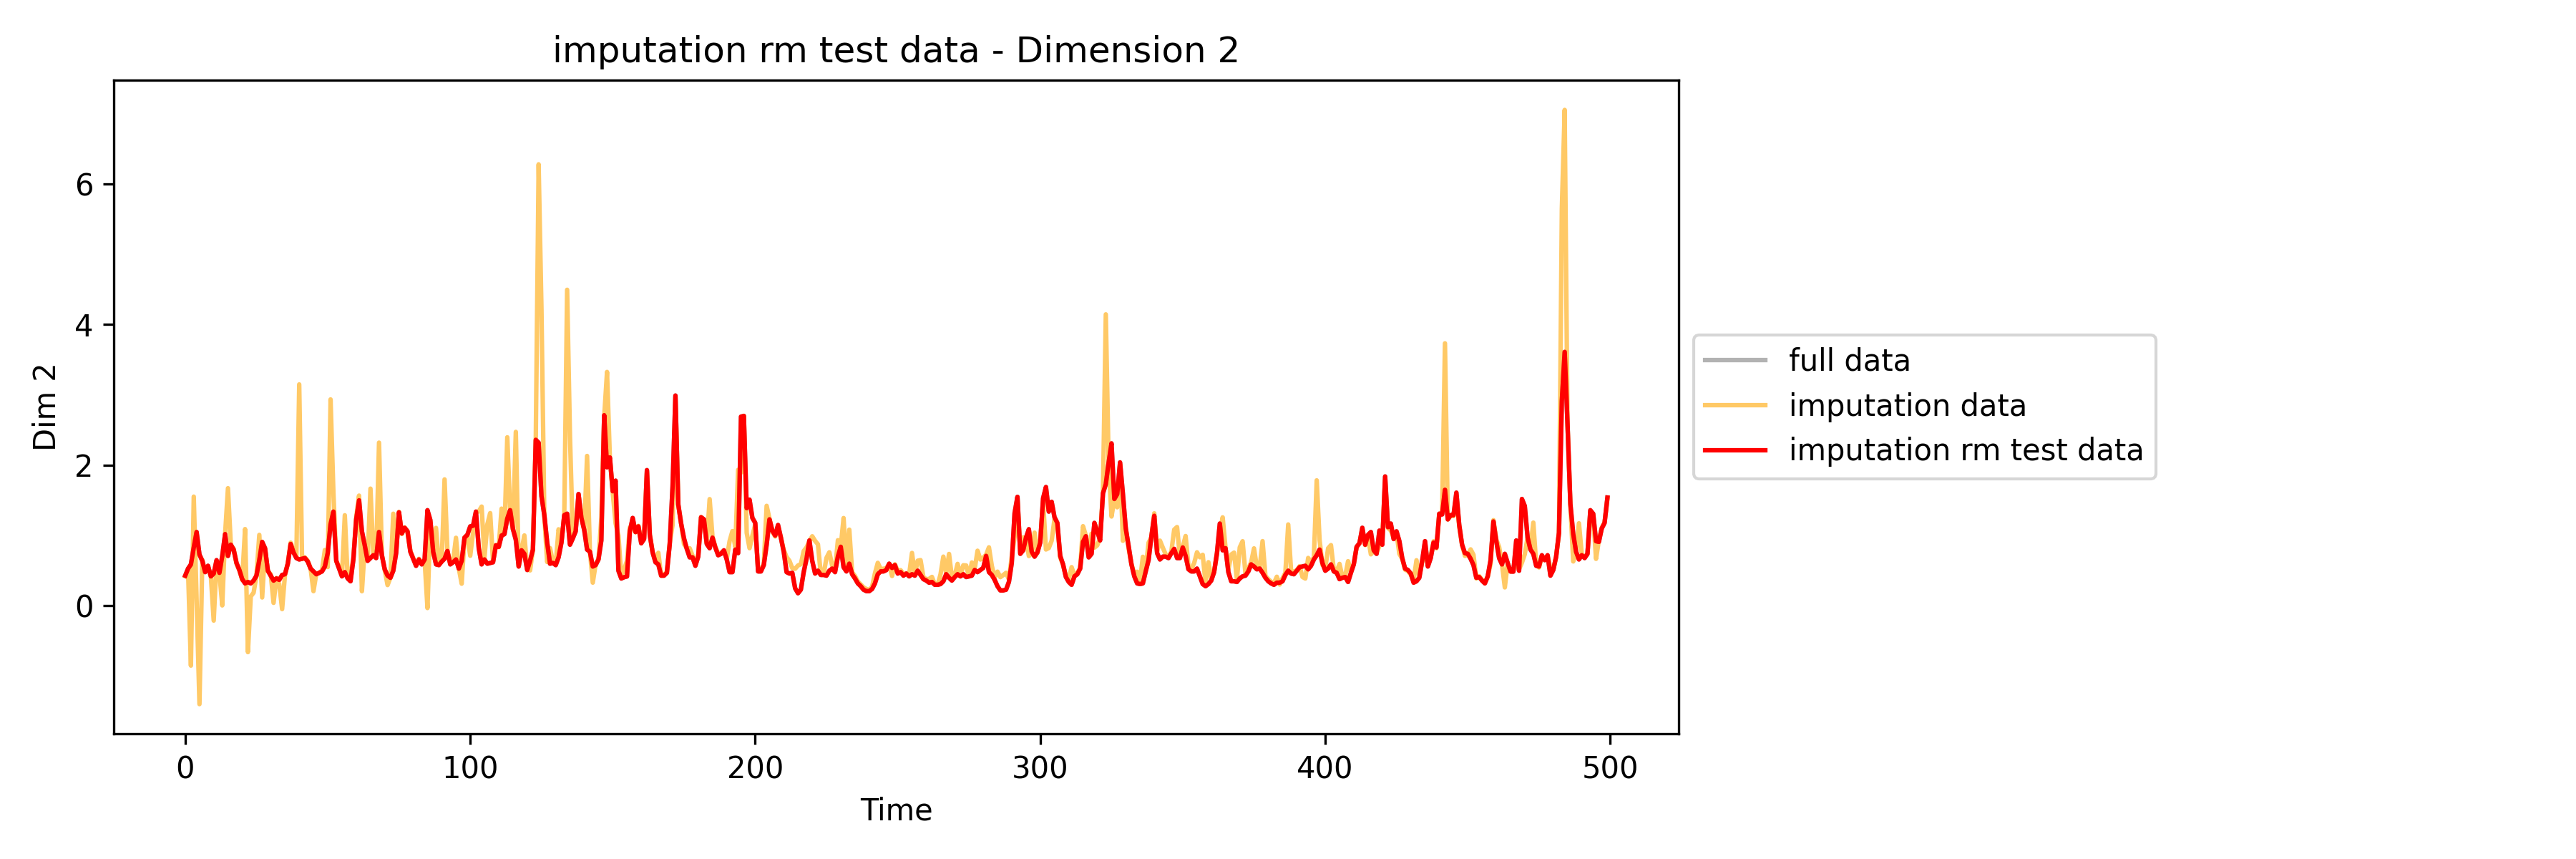 imputation rm test data - Dimension 2
Dim 2
6
4
2
0
0 100 200 300 400 500
Time
full data
imputation data
imputation rm test data